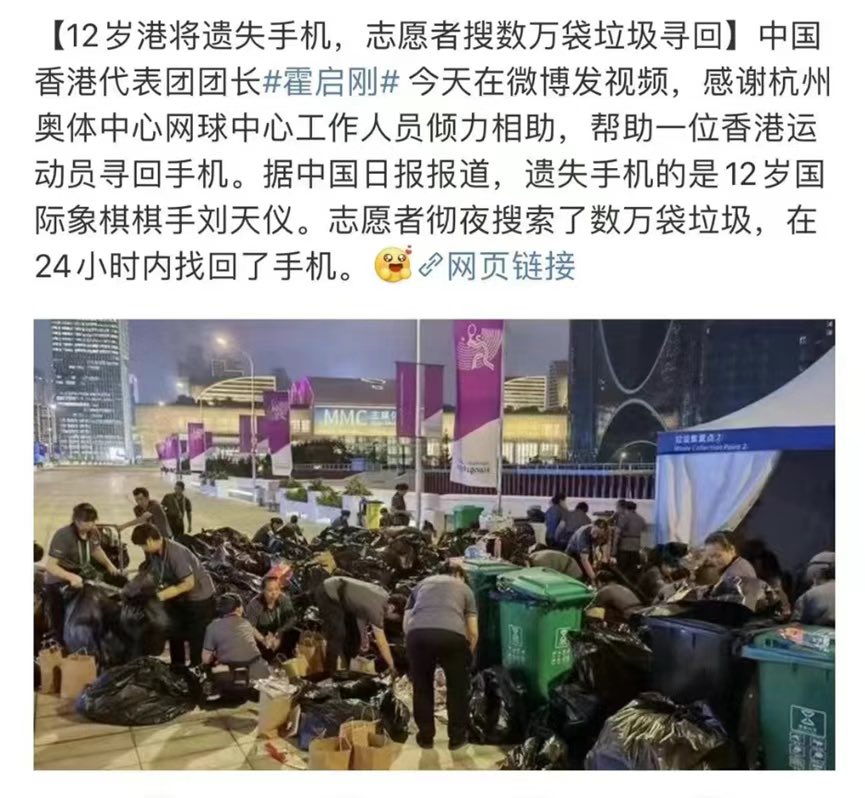 【12岁港将遗失手机，志愿者搜数万袋垃圾寻回】中国
香港代表团团长#霍启刚# 今天在微博发视频，感谢杭州
奥体中心网球中心工作人员倾力相助，帮助一位香港运
动员寻回手机。据中国日报报道，遗失手机的是12岁国
际象棋棋手刘天仪。志愿者彻夜搜索了数万袋垃圾，在
24小时内找回了手机。网页链接
MMC 主媒体
垃圾集置点2
Waste Collection Point 2